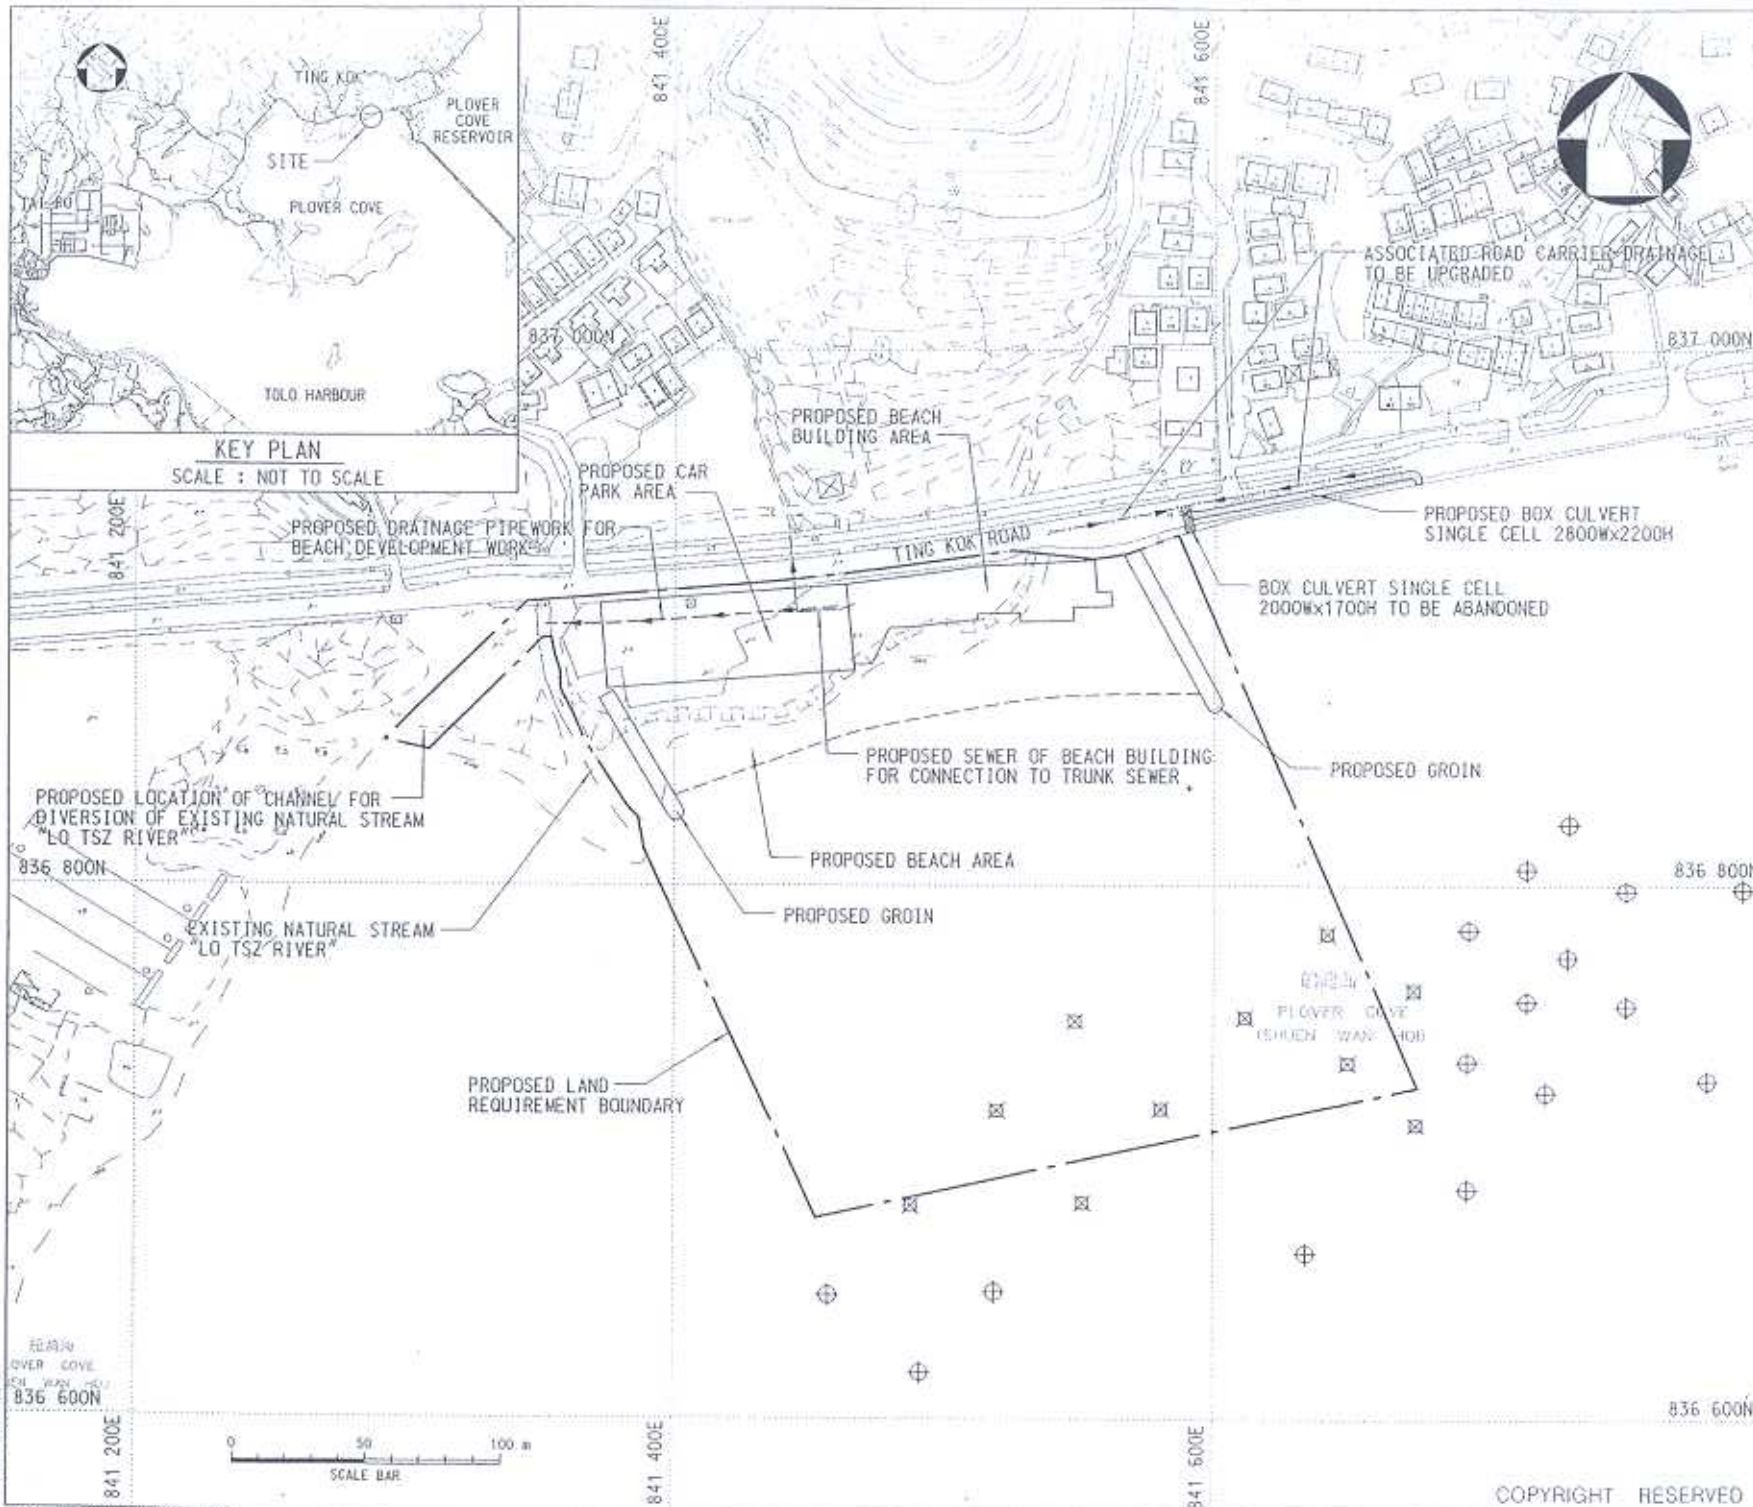 TING KOK
PLOVER
COVE
RESERVOIR
SITE
TAI PO
PLOVER COVE
TOLO HARBOUR
KEY PLAN
SCALE : NOT TO SCALE
841 400E
841 600E
ASSOCIATED ROAD CARRIER DRAINAGE
TO BE UPGRADED
837 000N
837 000N
PROPOSED BEACH
BUILDING AREA
PROPOSED CAR
PARK AREA
841 200E
PROPOSED DRAINAGE PIPEWORK FOR
BEACH DEVELOPMENT WORKS
TING KOK ROAD
PROPOSED BOX CULVERT
SINGLE CELL 2800Wx2200H
BOX CULVERT SINGLE CELL
2000Wx1700H TO BE ABANDONED
PROPOSED SEWER OF BEACH BUILDING
FOR CONNECTION TO TRUNK SEWER
PROPOSED GROIN
PROPOSED LOCATION OF CHANNEL FOR
DIVERSION OF EXISTING NATURAL STREAM
"LO TSZ RIVER"
PROPOSED BEACH AREA
836 800N
836 800N
PROPOSED GROIN
EXISTING NATURAL STREAM
"LO TSZ RIVER"
PLOVER COVE
(SHUEN WAN HOI)
PROPOSED LAND
REQUIREMENT BOUNDARY
OVER COVE
836 600N
836 600N
841 200E
841 400E
841 600E
0 50 100 m
SCALE BAR
COPYRIGHT RESERVED